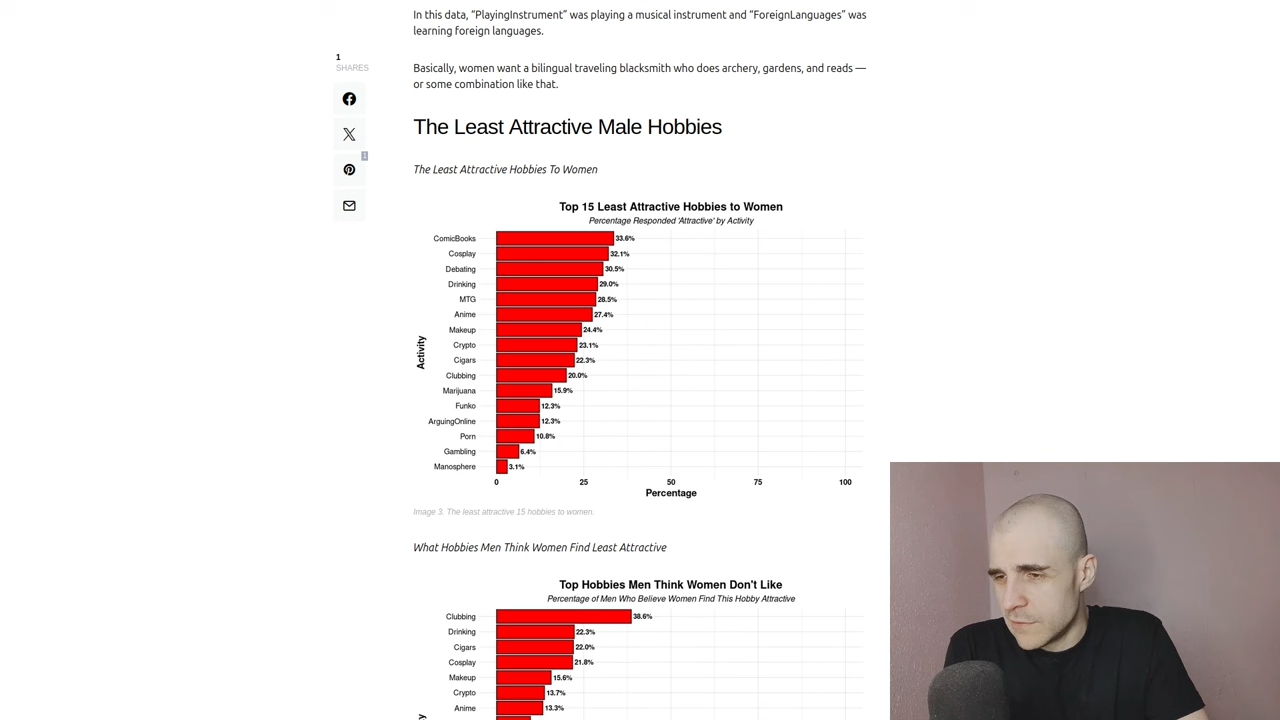 In this data, “PlayingInstrument” was playing a musical instrument and “ForeignLanguages” was
learning foreign languages.
1
SHARES
Basically, women want a bilingual traveling blacksmith who does archery, gardens, and reads —
or some combination like that.
The Least Attractive Male Hobbies
1
The Least Attractive Hobbies To Women
Top 15 Least Attractive Hobbies to Women
Percentage Responded 'Attractive' by Activity
ComicBooks 33.6%
Cosplay 32.1%
Debating 30.5%
Drinking 29.0%
MTG 28.5%
Anime 27.4%
Makeup 24.4%
Crypto 23.1%
Cigars 22.3%
Clubbing 20.0%
Marijuana 15.9%
Funko 12.3%
ArguingOnline 12.3%
Porn 10.8%
Gambling 6.4%
Manosphere 3.1%
Activity
0 25 50 75 100
Percentage
Image 3. The least attractive 15 hobbies to women.
What Hobbies Men Think Women Find Least Attractive
Top Hobbies Men Think Women Don't Like
Percentage of Men Who Believe Women Find This Hobby Attractive
Clubbing 38.6%
Drinking 22.3%
Cigars 22.0%
Cosplay 21.8%
Makeup 15.6%
Crypto 13.7%
Anime 13.3%